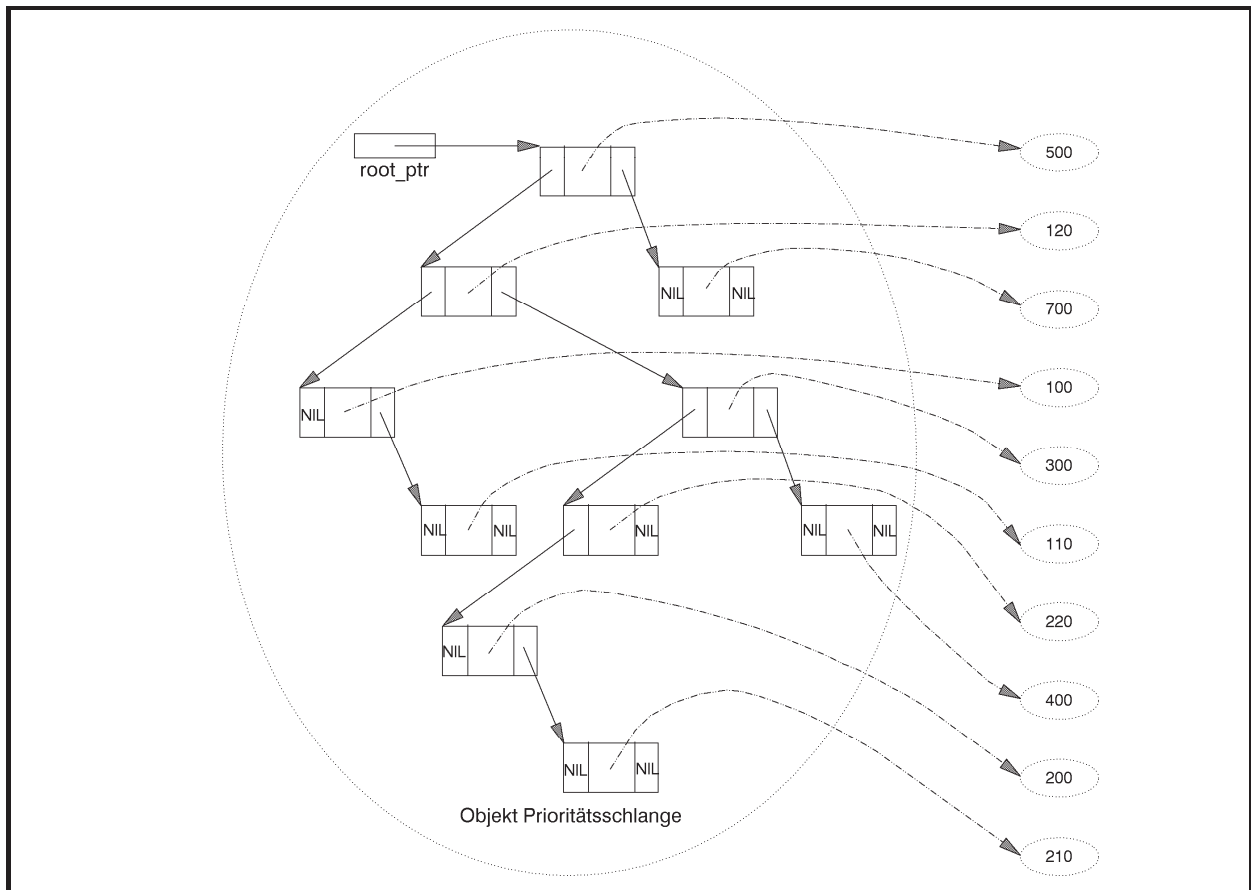 500
root_ptr
120
NIL NIL
700
100
NIL
300
NIL NIL NIL NIL NIL
110
220
NIL
400
NIL NIL
200
Objekt Prioritätsschlange
210